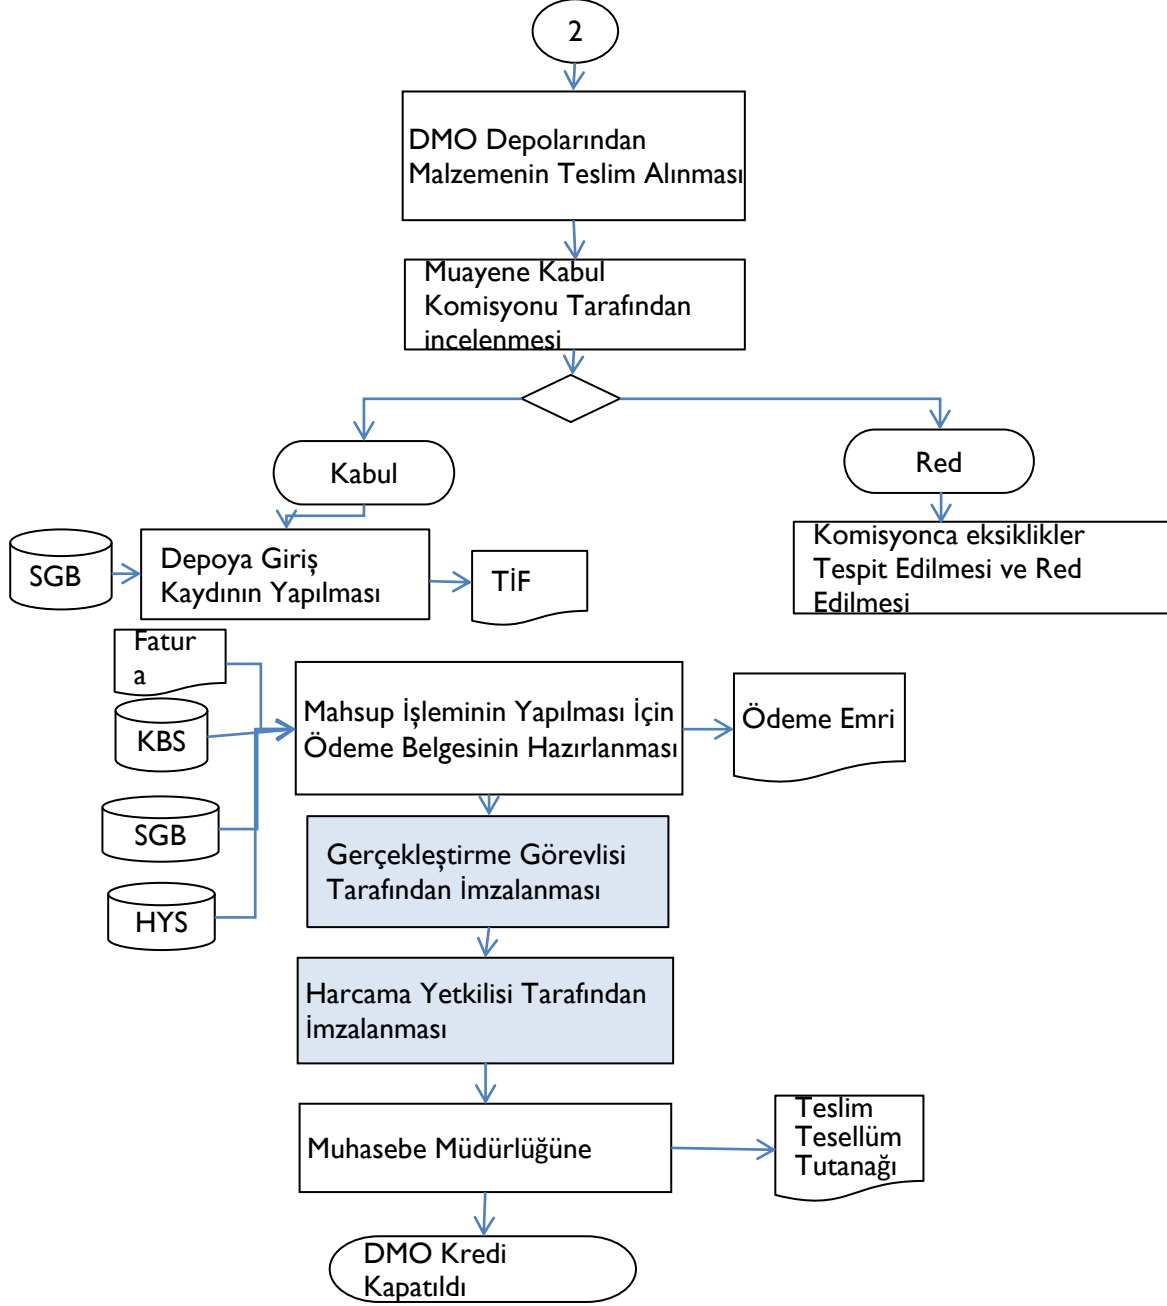 2
DMO Depolarından
Malzemenin Teslim Alınması
Muayene Kabul
Komisyonu Tarafından
incelenmesi
Kabul
Red
SGB
Depoya Giriş
Kaydının Yapılması
TİF
Komisyonca eksiklikler
Tespit Edilmesi ve Red
Edilmesi
Fatur
a
KBS
SGB
HYS
Mahsup İşleminin Yapılması İçin
Ödeme Belgesinin Hazırlanması
Ödeme Emri
Gerçekleştirme Görevlisi
Tarafından İmzalanması
Harcama Yetkilisi Tarafından
İmzalanması
Muhasebe Müdürlüğüne
Teslim
Tesellüm
Tutanağı
DMO Kredi
Kapatıldı